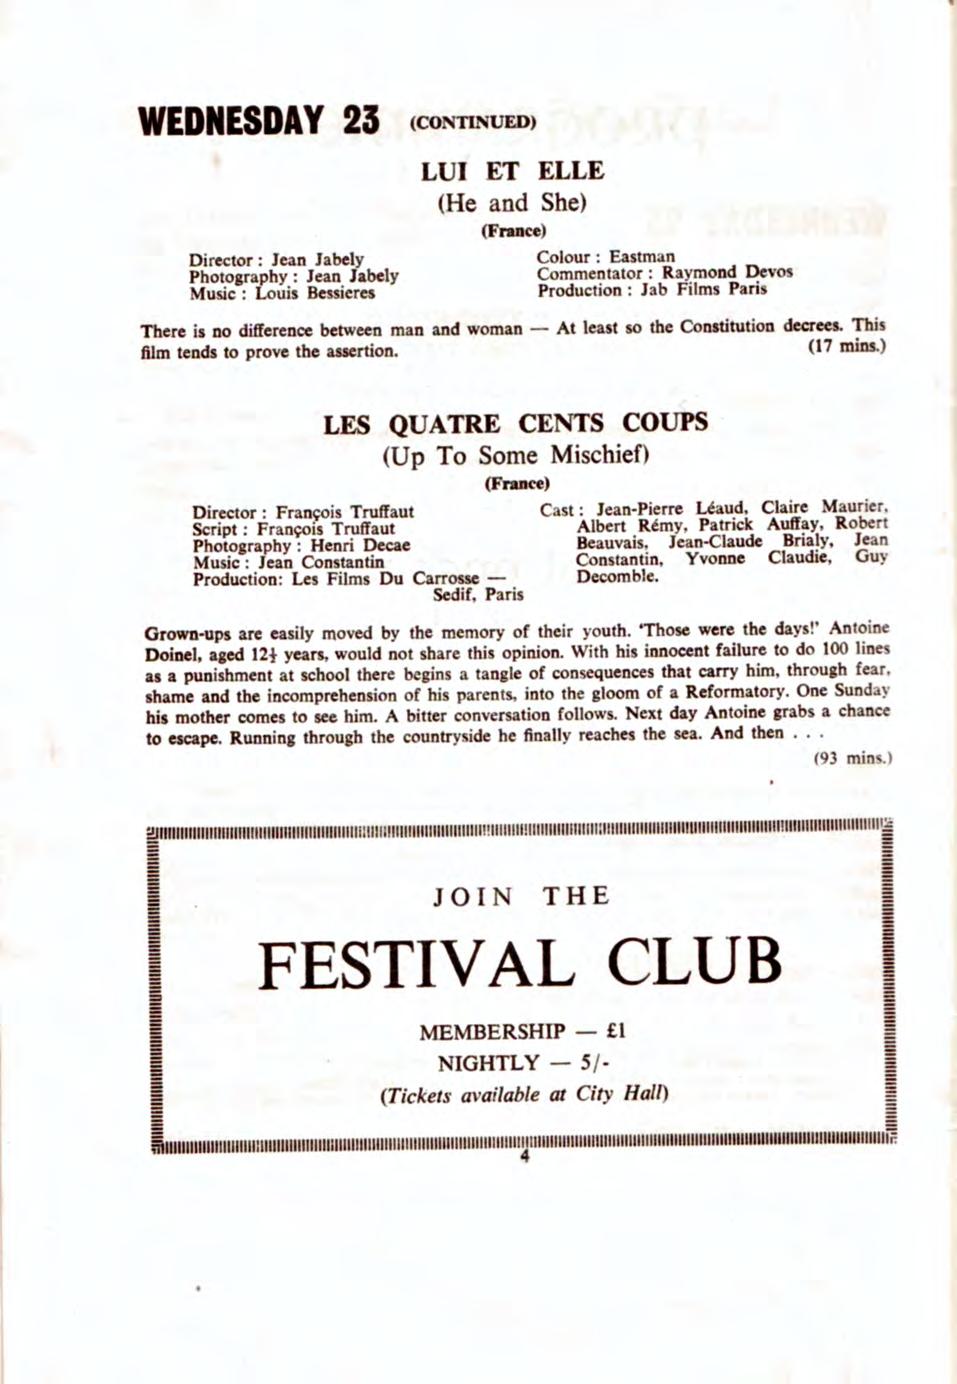 WEDNESDAY 23 (CONTINUED)
LUI ET ELLE
(He and She)
(France)
Director : Jean Jabely
Photography : Jean Jabely
Music : Louis Bessieres
Colour : Eastman
Commentator : Raymond Devos
Production : Jab Films Paris
There is no difference between man and woman — At least so the Constitution decrees. This
film tends to prove the assertion. (17 mins.)
LES QUATRE CENTS COUPS
(Up To Some Mischief)
(France)
Director : François Truffaut
Script : François Truffaut
Photography : Henri Decae
Music : Jean Constantin
Production: Les Films Du Carrosse —
Sedif, Paris
Cast : Jean-Pierre Léaud, Claire Maurier,
Albert Rémy, Patrick Auffay, Robert
Beauvais, Jean-Claude Brialy, Jean
Constantin, Yvonne Claudie, Guy
Decomble.
Grown-ups are easily moved by the memory of their youth. ‘Those were the days!’ Antoine
Doinel, aged 12½ years, would not share this opinion. With his innocent failure to do 100 lines
as a punishment at school there begins a tangle of consequences that carry him, through fear,
shame and the incomprehension of his parents, into the gloom of a Reformatory. One Sunday
his mother comes to see him. A bitter conversation follows. Next day Antoine grabs a chance
to escape. Running through the countryside he finally reaches the sea. And then . . .
(93 mins.)
JOIN THE
FESTIVAL CLUB
MEMBERSHIP — £1
NIGHTLY — 5/-
(Tickets available at City Hall)
4